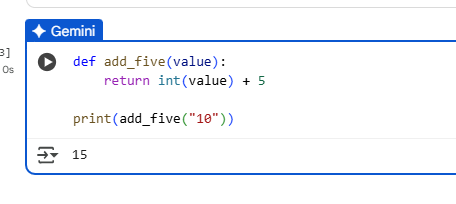 Gemini
3]
0s
def add_five(value):
    return int(value) + 5
print(add_five("10"))
15